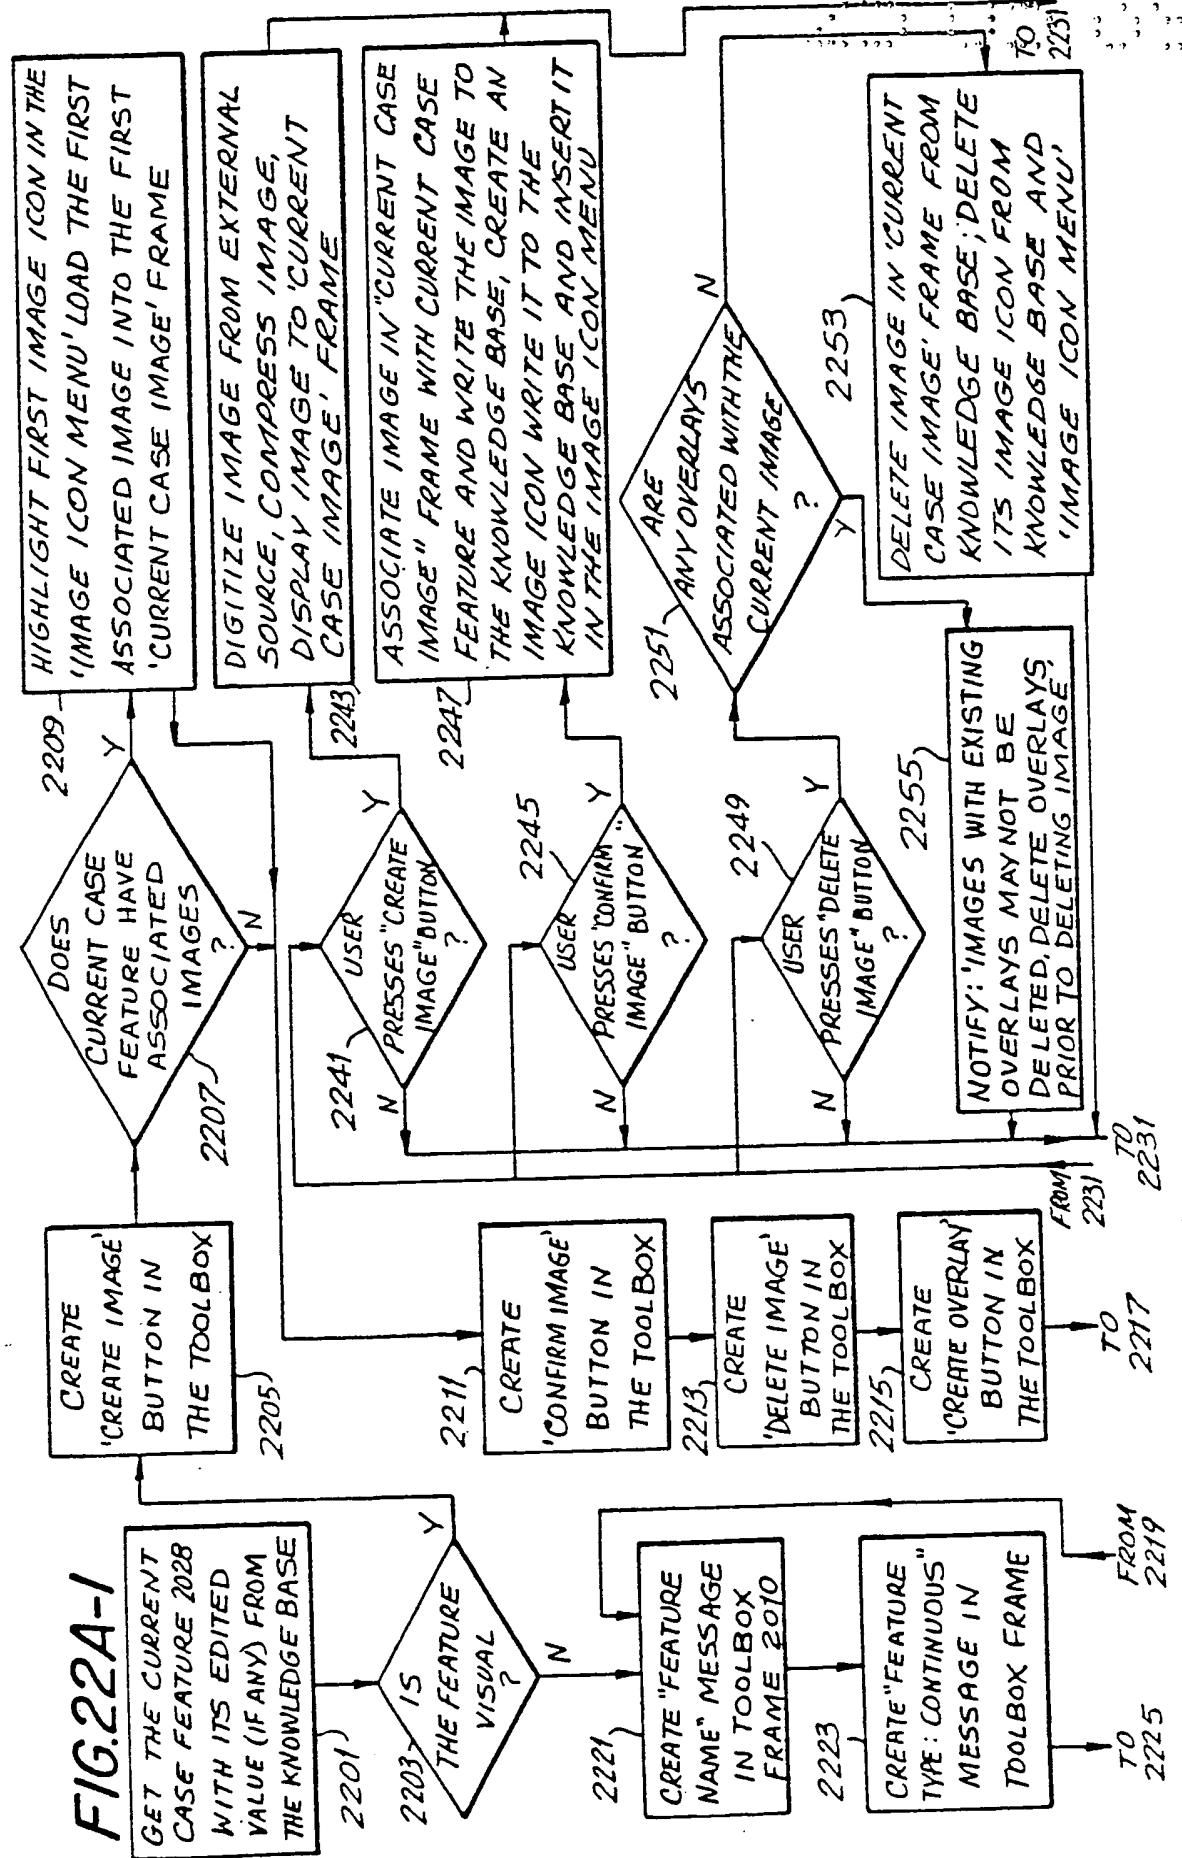 FIG.22A-1
GET THE CURRENT
CASE FEATURE 2028
WITH ITS EDITED
VALUE (IF ANY) FROM
THE KNOWLEDGE BASE
2201
2203
IS
THE FEATURE
VISUAL
?
Y
N
CREATE
'CREATE IMAGE'
BUTTON IN
THE TOOLBOX
2205
DOES
CURRENT CASE
FEATURE HAVE
ASSOCIATED
IMAGES
?
2207
Y
N
2209
HIGHLIGHT FIRST IMAGE ICON IN THE
'IMAGE ICON MENU' LOAD THE FIRST
ASSOCIATED IMAGE INTO THE FIRST
'CURRENT CASE IMAGE' FRAME
2221
CREATE "FEATURE
NAME" MESSAGE
IN TOOLBOX
FRAME 2010
2223
CREATE "FEATURE
TYPE: CONTINUOUS"
MESSAGE IN
TOOLBOX FRAME
TO
2225
FROM
2219
2211
CREATE
'CONFIRM IMAGE'
BUTTON IN
THE TOOLBOX
2213
CREATE
'DELETE IMAGE'
BUTTON IN
THE TOOLBOX
2215
CREATE
'CREATE OVERLAY'
BUTTON IN
THE TOOLBOX
TO
2217
2241
USER
PRESSES "CREATE
IMAGE" BUTTON
?
Y
N
2243
DIGITIZE IMAGE FROM EXTERNAL
SOURCE, COMPRESS IMAGE,
DISPLAY IMAGE TO 'CURRENT
CASE IMAGE' FRAME
2245
USER
PRESSES "CONFIRM"
IMAGE" BUTTON
?
Y
N
2247
ASSOCIATE IMAGE IN "CURRENT CASE
IMAGE" FRAME WITH CURRENT CASE
FEATURE AND WRITE THE IMAGE TO
THE KNOWLEDGE BASE, CREATE AN
IMAGE ICON WRITE IT TO THE
KNOWLEDGE BASE AND INSERT IT
IN THE IMAGE ICON MENU
2249
USER
PRESSES "DELETE
IMAGE" BUTTON
?
Y
N
2251
ARE
ANY OVERLAYS
ASSOCIATED WITH THE
CURRENT IMAGE
?
N
Y
2253
DELETE IMAGE IN 'CURRENT
CASE IMAGE' FRAME FROM
KNOWLEDGE BASE; DELETE
ITS IMAGE ICON FROM
KNOWLEDGE BASE AND
'IMAGE ICON MENU'
2255
NOTIFY: 'IMAGES WITH EXISTING
OVERLAYS MAY NOT BE
DELETED, DELETE OVERLAYS,
PRIOR TO DELETING IMAGE'
FROM
2231
TO
2231
TO
2231